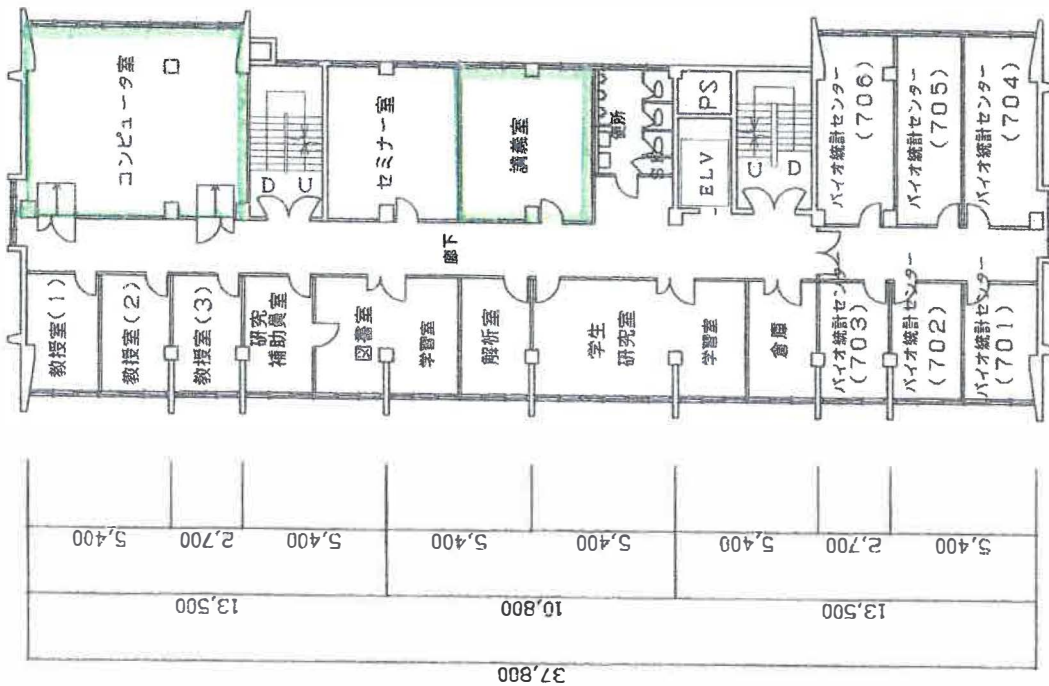 コンピュータ室
セミナー室
講義室
便所
S
PS
ELV
D
U
U
D
バイオ統計センター
(706)
バイオ統計センター
(705)
バイオ統計センター
(704)
廊下
教授室(1)
教授室(2)
教授室(3)
研究
補助員室
図書室
学習室
解析室
学生
研究室
学習室
倉庫
バイオ統計センター
(703)
バイオ統計センター
(702)
バイオ統計センター
(701)
5,400
2,700
5,400
5,400
5,400
5,400
2,700
5,400
13,500
10,800
13,500
37,800